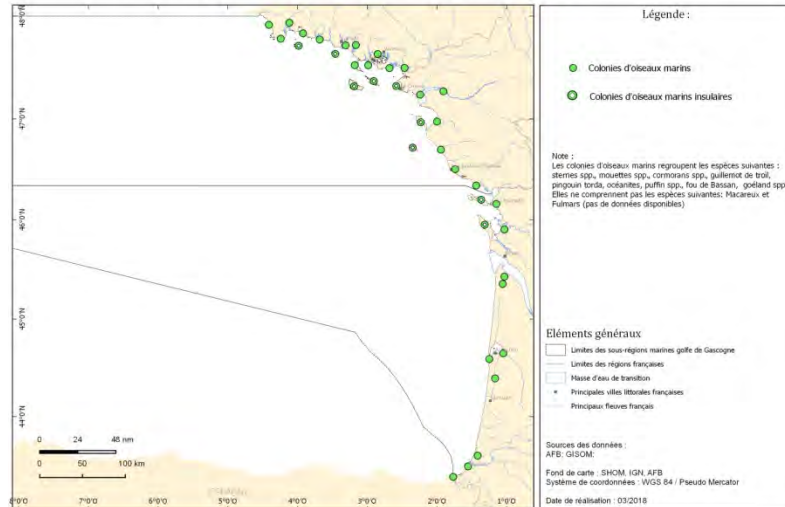 48°0'N
47°0'N
46°0'N
45°0'N
44°0'N
0 24 48 nm
0 50 100 km
8°0'O 7°0'O 6°0'O 5°0'O 4°0'O 3°0'O 2°0'O 1°0'O
Légende :
Colonies d'oiseaux marins
Colonies d'oiseaux marins insulaires
Note :
Les colonies d'oiseaux marins regroupent les espèces suivantes :
sternes spp., mouettes spp., cormorans spp., guillemot de troil,
pingouin torda, océanites, puffin spp., fou de Bassan, goéland spp
Elles ne comprennent pas les espèces suivantes: Macareux et
Fulmars (pas de données disponibles)
Eléments généraux
Limites des sous-régions marines golfe de Gascogne
Limites des régions françaises
Masse d'eau de transition
Principales villes littorales françaises
Principaux fleuves français
Sources des données :
AFB; GISOM;
Fond de carte : SHOM, IGN, AFB
Système de coordonnées : WGS 84 / Pseudo Mercator
Date de réalisation : 03/2018